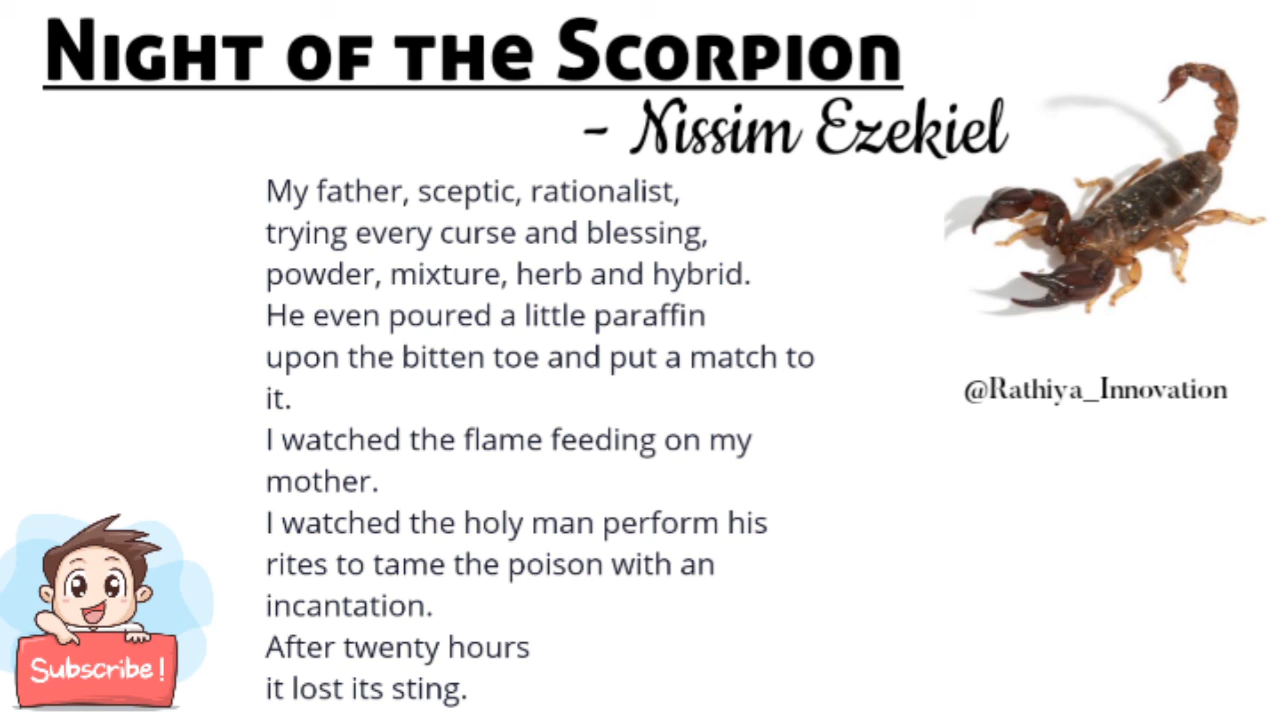 Night of the Scorpion
- Nissim Ezekiel
My father, sceptic, rationalist,
trying every curse and blessing,
powder, mixture, herb and hybrid.
He even poured a little paraffin
upon the bitten toe and put a match to
it.
I watched the flame feeding on my
mother.
I watched the holy man perform his
rites to tame the poison with an
incantation.
After twenty hours
it lost its sting.
@Rathiya_Innovation
Subscribe!